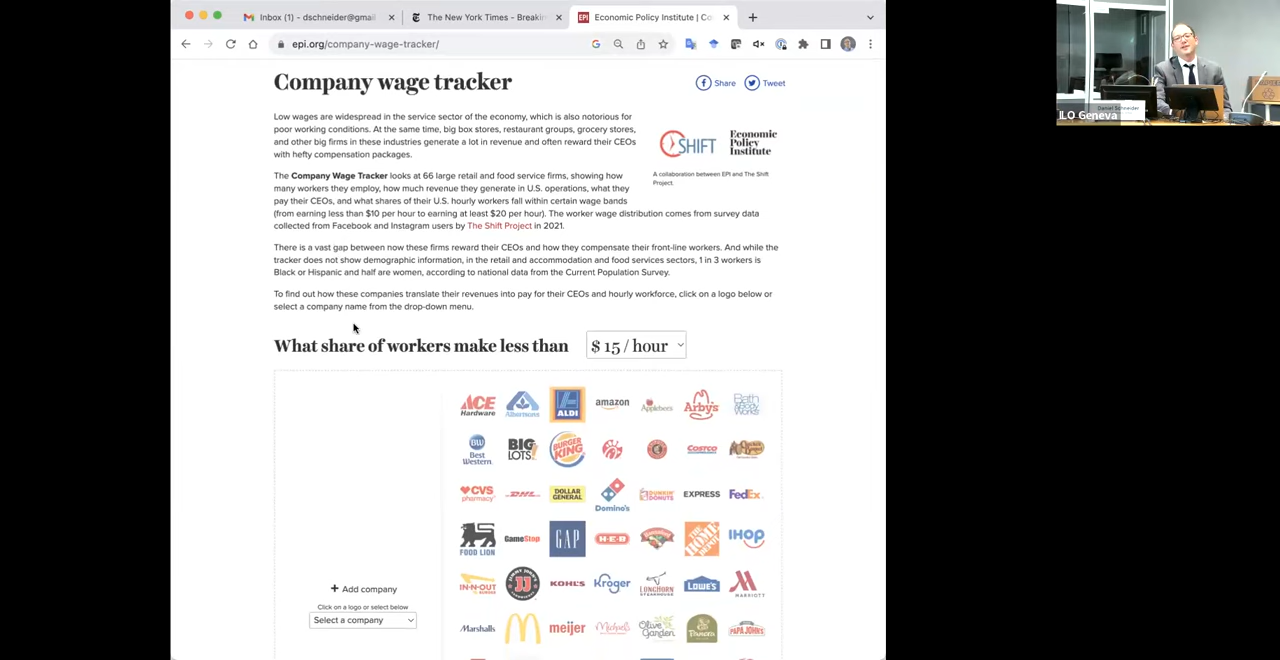 Inbox (1) - dschneider@gmail
The New York Times - Breakin
EPI
Economic Policy Institute | Co
epi.org/company-wage-tracker/
Company wage tracker
Share
Tweet
Low wages are widespread in the service sector of the economy, which is also notorious for
poor working conditions. At the same time, big box stores, restaurant groups, grocery stores,
and other big firms in these industries generate a lot in revenue and often reward their CEOs
with hefty compensation packages.
SHIFT
Economic
Policy
Institute
A collaboration between EPI and The Shift
Project.
The Company Wage Tracker looks at 66 large retail and food service firms, showing how
many workers they employ, how much revenue they generate in U.S. operations, what they
pay their CEOs, and what shares of their U.S. hourly workers fall within certain wage bands
(from earning less than $10 per hour to earning at least $20 per hour). The worker wage distribution comes from survey data
collected from Facebook and Instagram users by The Shift Project in 2021.
There is a vast gap between how these firms reward their CEOs and how they compensate their front-line workers. And while the
tracker does not show demographic information, in the retail and accommodation and food services sectors, 1 in 3 workers is
Black or Hispanic and half are women, according to national data from the Current Population Survey.
To find out how these companies translate their revenues into pay for their CEOs and hourly workforce, click on a logo below or
select a company name from the drop-down menu.
What share of workers make less than $ 15 / hour
ACE Hardware
Albertsons
ALDI
amazon
Applebee's
Arby's
Bath & Body Works
BW Best Western
BIG LOTS!
BURGER KING
Costco
CVS pharmacy
DHL
DOLLAR GENERAL
Domino's
DUNKIN' DONUTS
EXPRESS
FedEx
FOOD LION
GameStop
GAP
H-E-B
THE HOME DEPOT
IHOP
IN-N-OUT BURGER
JIMMY JOHN'S
KOHL'S
Kroger
LONGHORN STEAKHOUSE
LOWE'S
MARRIOTT
+ Add company
Click on a logo or select below
Select a company
Marshalls
meijer
Michaels
Olive Garden
Panera
PAPA JOHNS
Daniel Schneider
ILO Geneva